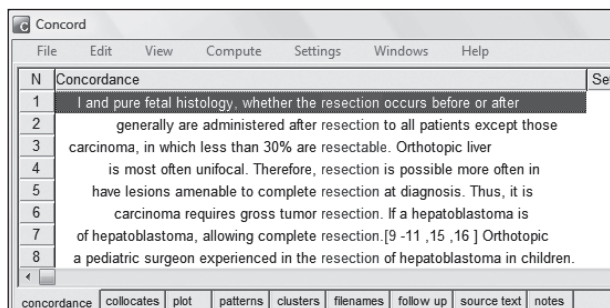 Concord
File Edit View Compute Settings Windows Help
N Concordance Se
1 l and pure fetal histology, whether the resection occurs before or after
2 generally are administered after resection to all patients except those
3 carcinoma, in which less than 30% are resectable. Orthotopic liver
4 is most often unifocal. Therefore, resection is possible more often in
5 have lesions amenable to complete resection at diagnosis. Thus, it is
6 carcinoma requires gross tumor resection. If a hepatoblastoma is
7 of hepatoblastoma, allowing complete resection.[9 -11 ,15 ,16 ] Orthotopic
8 a pediatric surgeon experienced in the resection of hepatoblastoma in children.
concordance collocates plot patterns clusters filenames follow up source text notes